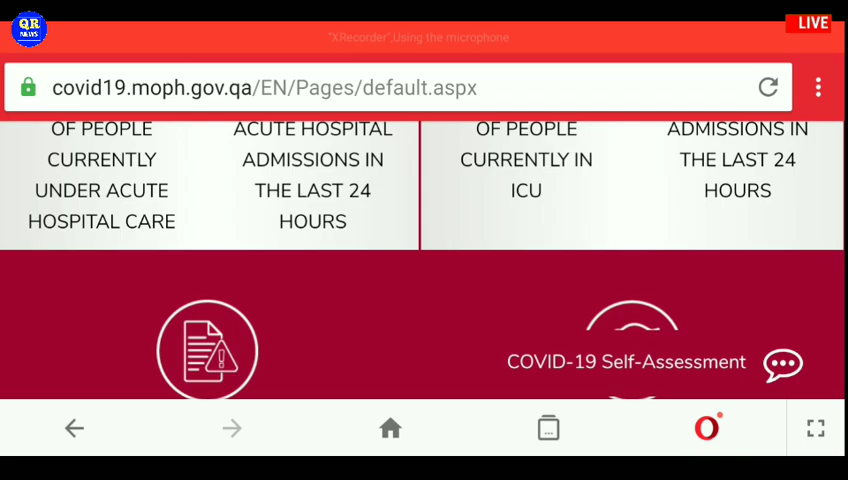 QR
NEWS
LIVE
"XRecorder",Using the microphone
covid19.moph.gov.qa/EN/Pages/default.aspx
OF PEOPLE
CURRENTLY
UNDER ACUTE
HOSPITAL CARE
ACUTE HOSPITAL
ADMISSIONS IN
THE LAST 24
HOURS
OF PEOPLE
CURRENTLY IN
ICU
ADMISSIONS IN
THE LAST 24
HOURS
COVID-19 Self-Assessment